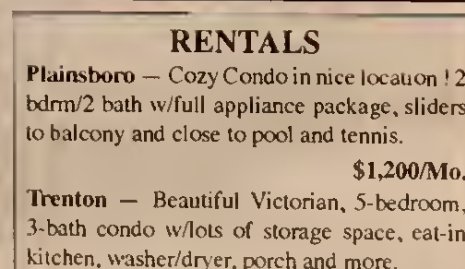 RENTALS
Plainsboro — Cozy Condo in nice location ! 2
bdrm/2 bath w/full appliance package, sliders
to balcony and close to pool and tennis.
$1,200/Mo.
Trenton — Beautiful Victorian, 5-bedroom,
3-bath condo w/lots of storage space, eat-in
kitchen, washer/dryer, porch and more.